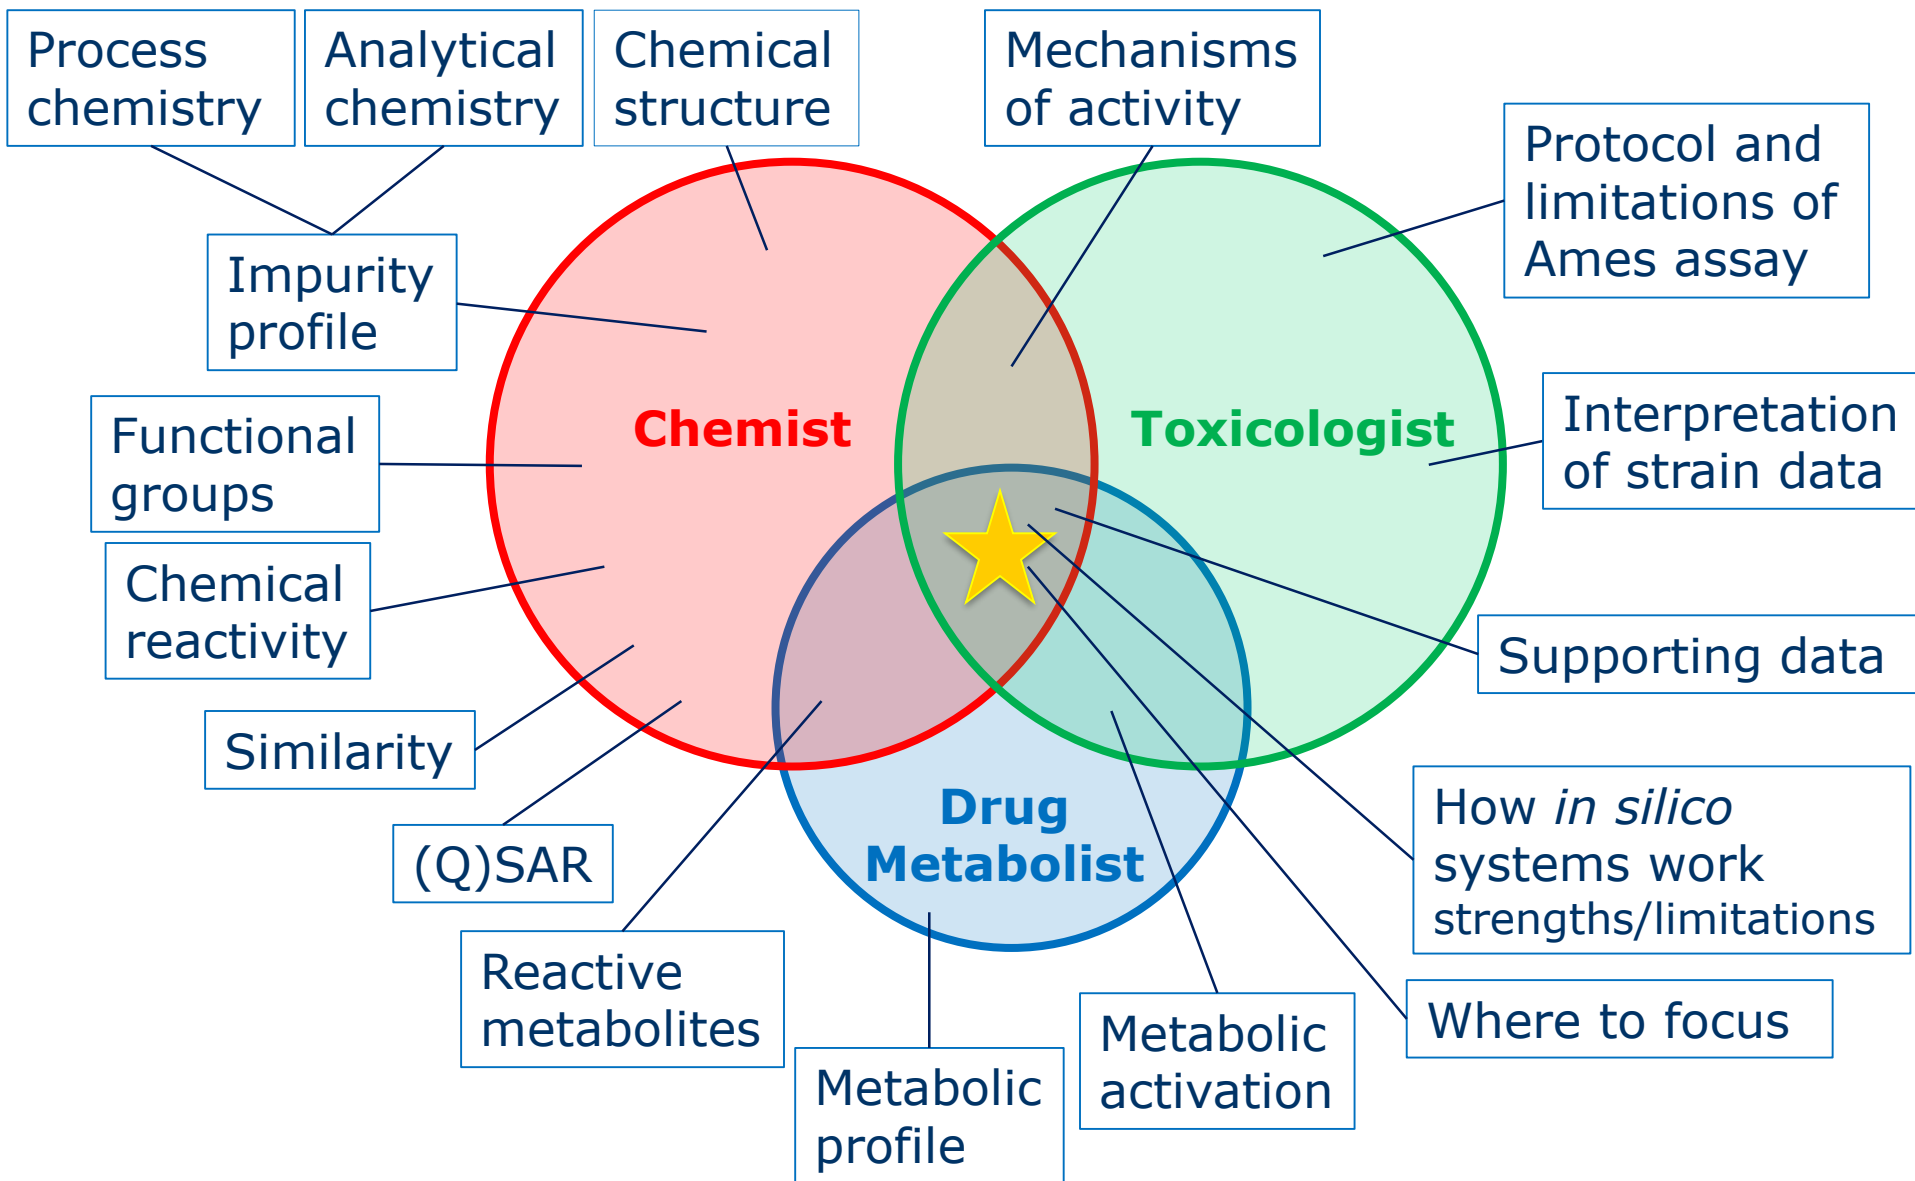 Process
chemistry
Analytical
chemistry
Chemical
structure
Mechanisms
of activity
Protocol and
limitations of
Ames assay
Impurity
profile
Functional
groups
Chemist
Toxicologist
Interpretation
of strain data
Chemical
reactivity
Supporting data
Similarity
(Q)SAR
Drug
Metabolist
How in silico
systems work
strengths/limitations
Reactive
metabolites
Metabolic
profile
Metabolic
activation
Where to focus